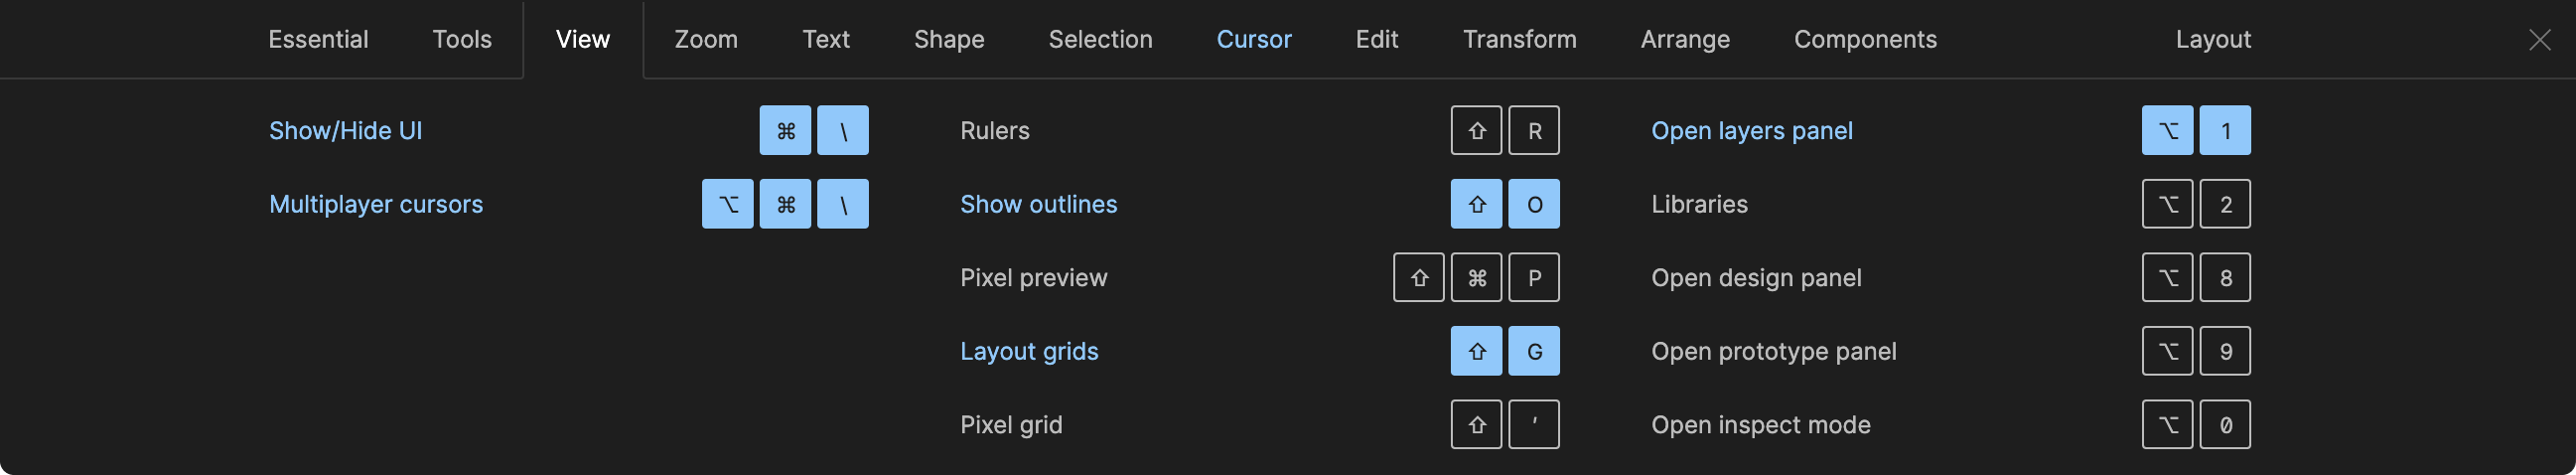 Essential Tools View Zoom Text Shape Selection Cursor Edit Transform Arrange Components Layout
Show/Hide UI ⌘ \ Rulers ⇧ R Open layers panel ⌥ 1
Multiplayer cursors ⌥ ⌘ \ Show outlines ⇧ O Libraries ⌥ 2
Pixel preview ⇧ ⌘ P Open design panel ⌥ 8
Layout grids ⇧ G Open prototype panel ⌥ 9
Pixel grid ⇧ ' Open inspect mode ⌥ 0